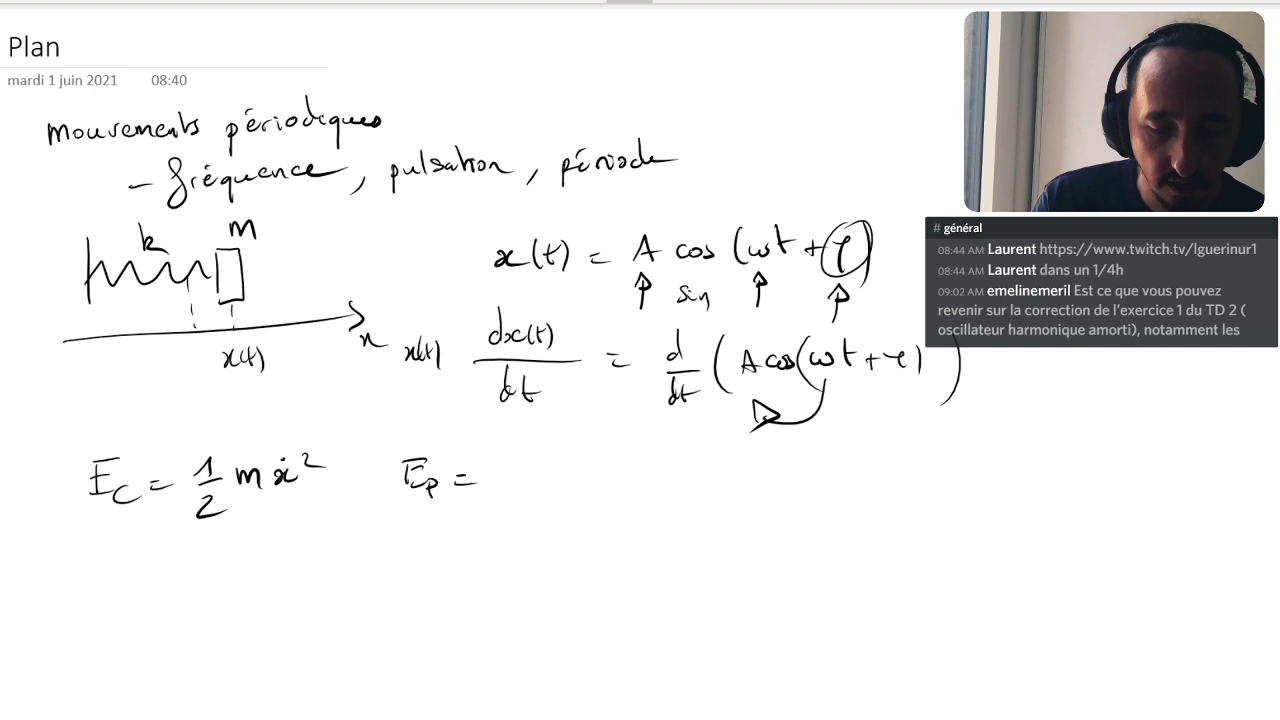 Plan
mardi 1 juin 2021 08:40
mouvements périodiques
- fréquence, pulsation, période
k m
x(t) = A cos (ωt + φ)
sin
x
x(t)
x(t) dx(t)/dt = d/dt (A cos(ωt + φ))
E_C = 1/2 m ẋ² E_P =
# général
08:44 AM Laurent https://www.twitch.tv/lguerinur1
08:44 AM Laurent dans un 1/4h
09:02 AM emelinemeril Est ce que vous pouvez
revenir sur la correction de l'exercice 1 du TD 2 (
oscillateur harmonique amorti), notamment les